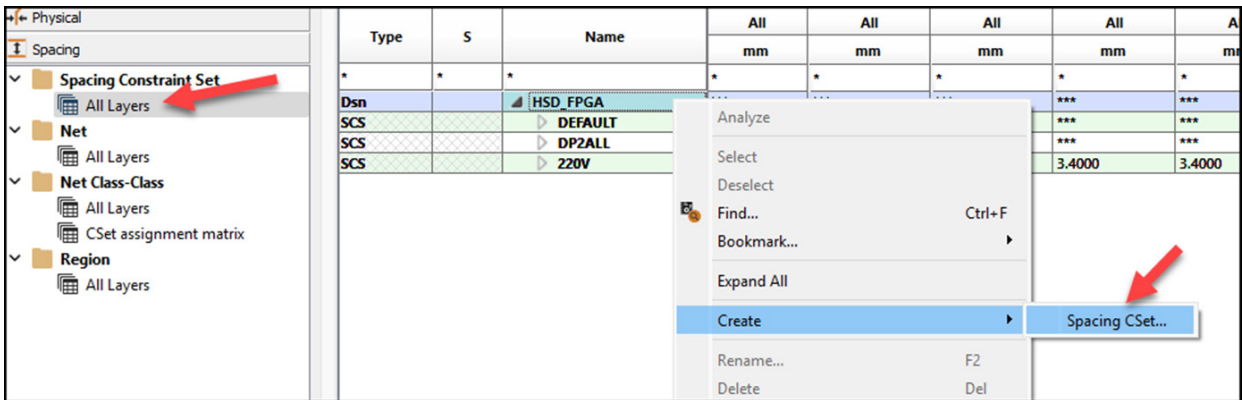 Physical
Spacing
Spacing Constraint Set
All Layers
Net
All Layers
Net Class-Class
All Layers
CSet assignment matrix
Region
All Layers
Type S Name All All All All
mm mm mm mm
* * * * * * * *
Dsn HSD_FPGA *** ***
SCS DEFAULT *** ***
SCS DP2ALL *** ***
SCS 220V 3.4000 3.4000
Analyze
Select
Deselect
Find... Ctrl+F
Bookmark...
Expand All
Create
Spacing CSet...
Rename... F2
Delete Del